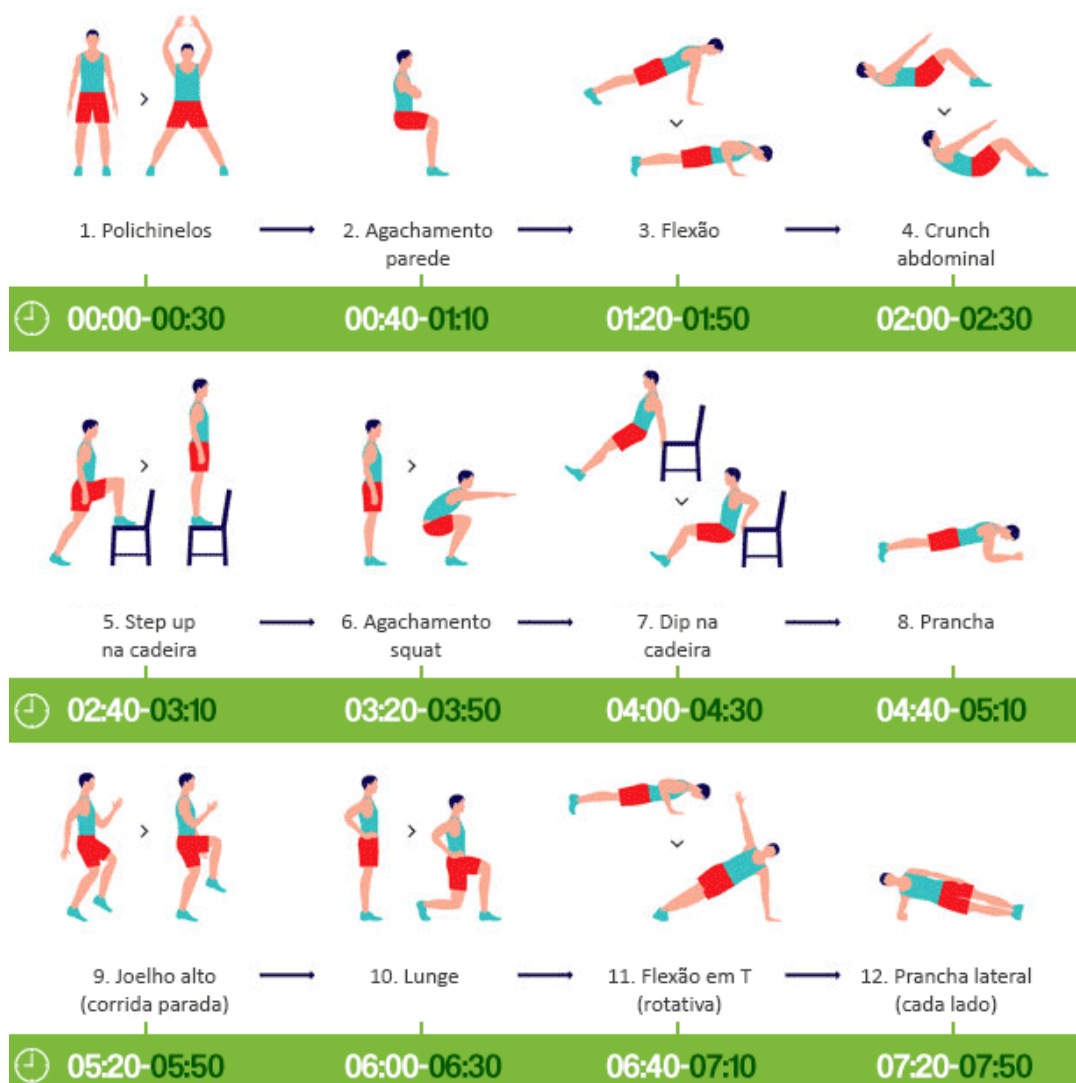 1. Polichinelos
2. Agachamento
parede
3. Flexão
4. Crunch
abdominal
00:00-00:30
00:40-01:10
01:20-01:50
02:00-02:30
5. Step up
na cadeira
6. Agachamento
squat
7. Dip na
cadeira
8. Prancha
02:40-03:10
03:20-03:50
04:00-04:30
04:40-05:10
9. Joelho alto
(corrida parada)
10. Lunge
11. Flexão em T
(rotativa)
12. Prancha lateral
(cada lado)
05:20-05:50
06:00-06:30
06:40-07:10
07:20-07:50